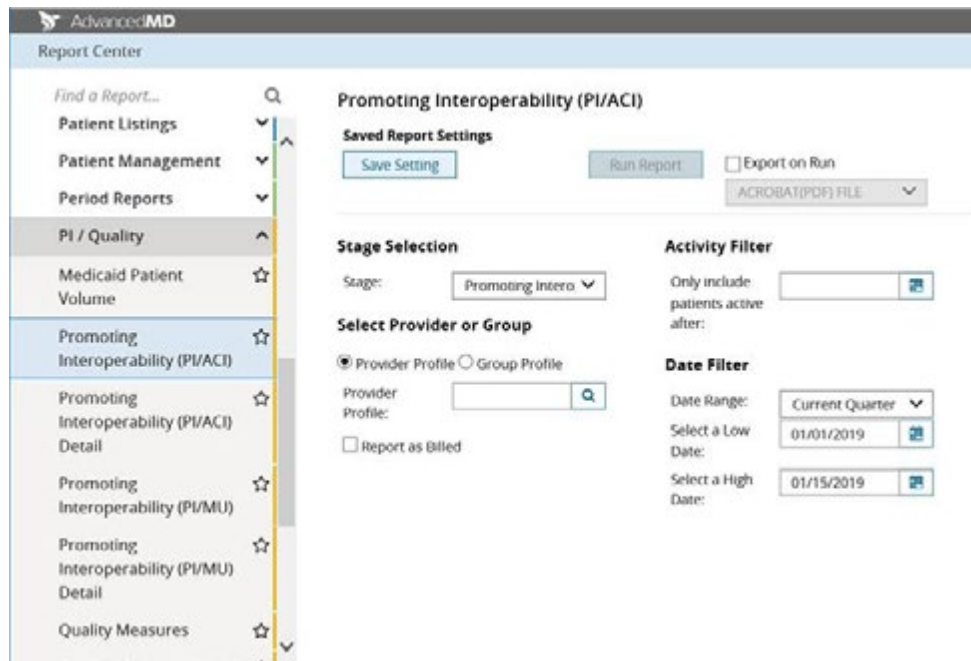 AdvancedMD
Report Center
Find a Report...
Patient Listings
Patient Management
Period Reports
PI / Quality
Medicaid Patient
Volume
Promoting
Interoperability (PI/ACI)
Promoting
Interoperability (PI/ACI)
Detail
Promoting
Interoperability (PI/MU)
Promoting
Interoperability (PI/MU)
Detail
Quality Measures
Promoting Interoperability (PI/ACI)
Saved Report Settings
Save Setting
Run Report
Export on Run
ACROBAT(PDF) FILE
Stage Selection
Stage:
Promoting Intero
Select Provider or Group
Provider Profile
Group Profile
Provider
Profile:
Report as Billed
Activity Filter
Only include
patients active
after:
Date Filter
Date Range:
Current Quarter
Select a Low
Date:
01/01/2019
Select a High
Date:
01/15/2019